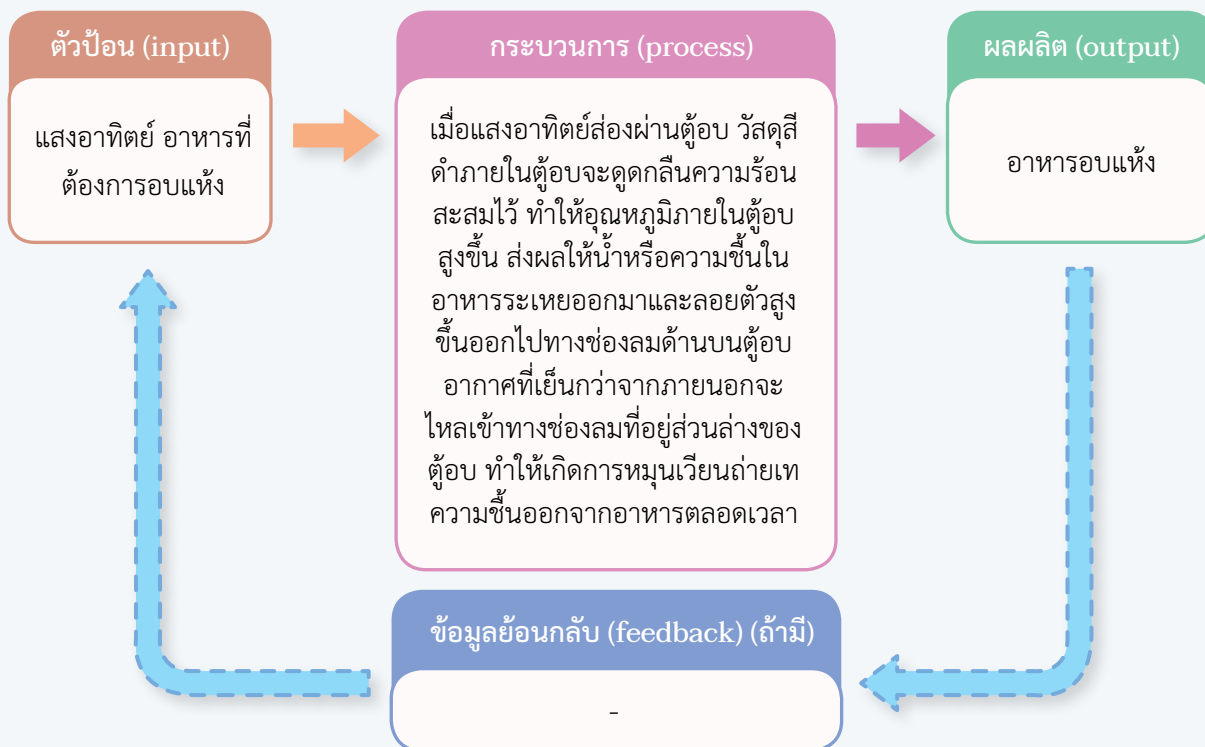 ตัวป้อน (input)
แสงอาทิตย์ อาหารที่
ต้องการอบแห้ง
กระบวนการ (process)
เมื่อแสงอาทิตย์ส่องผ่านตู้อบ วัสดุสี
ดำภายในตู้อบจะดูดกลืนความร้อน
สะสมไว้ ทำให้อุณหภูมิภายในตู้อบ
สูงขึ้น ส่งผลให้น้ำหรือความชื้นใน
อาหารระเหยออกมาและลอยตัวสูง
ขึ้นออกไปทางช่องลมด้านบนตู้อบ
อากาศที่เย็นกว่าจากภายนอกจะ
ไหลเข้าทางช่องลมที่อยู่ส่วนล่างของ
ตู้อบ ทำให้เกิดการหมุนเวียนถ่ายเท
ความชื้นออกจากอาหารตลอดเวลา
ผลผลิต (output)
อาหารอบแห้ง
ข้อมูลย้อนกลับ (feedback) (ถ้ามี)
-